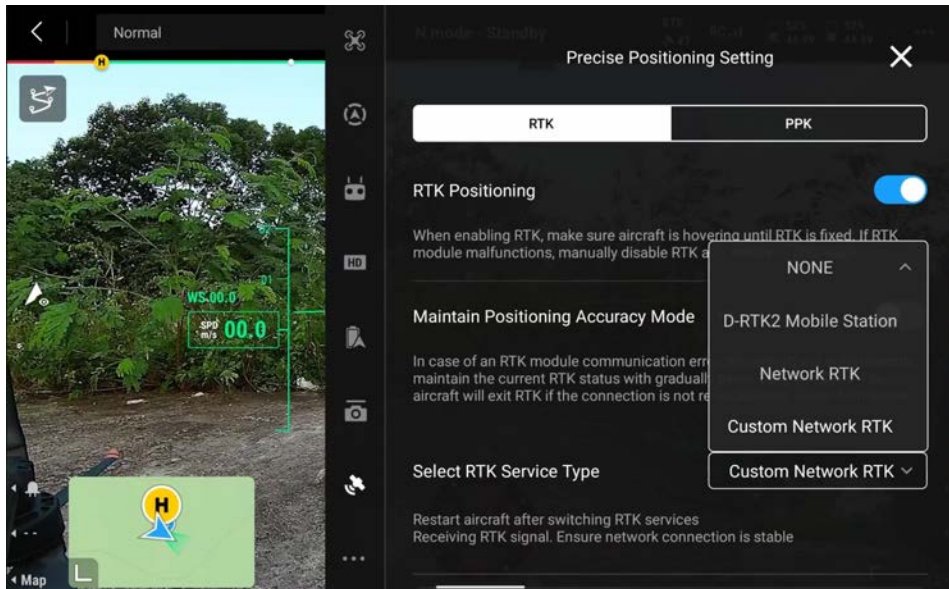 Normal
N mode - Standby
Precise Positioning Setting
H
RTK
PPK
RTK Positioning
When enabling RTK, make sure aircraft is hovering until RTK is fixed. If RTK
module malfunctions, manually disable RTK a
NONE
HD
WS 00.0
SPD
m/s
00.0
Maintain Positioning Accuracy Mode
D-RTK2 Mobile Station
In case of an RTK module communication err
maintain the current RTK status with gradual
aircraft will exit RTK if the connection is not re
Network RTK
Custom Network RTK
Select RTK Service Type
Custom Network RTK
H
Restart aircraft after switching RTK services
Receiving RTK signal. Ensure network connection is stable
Map